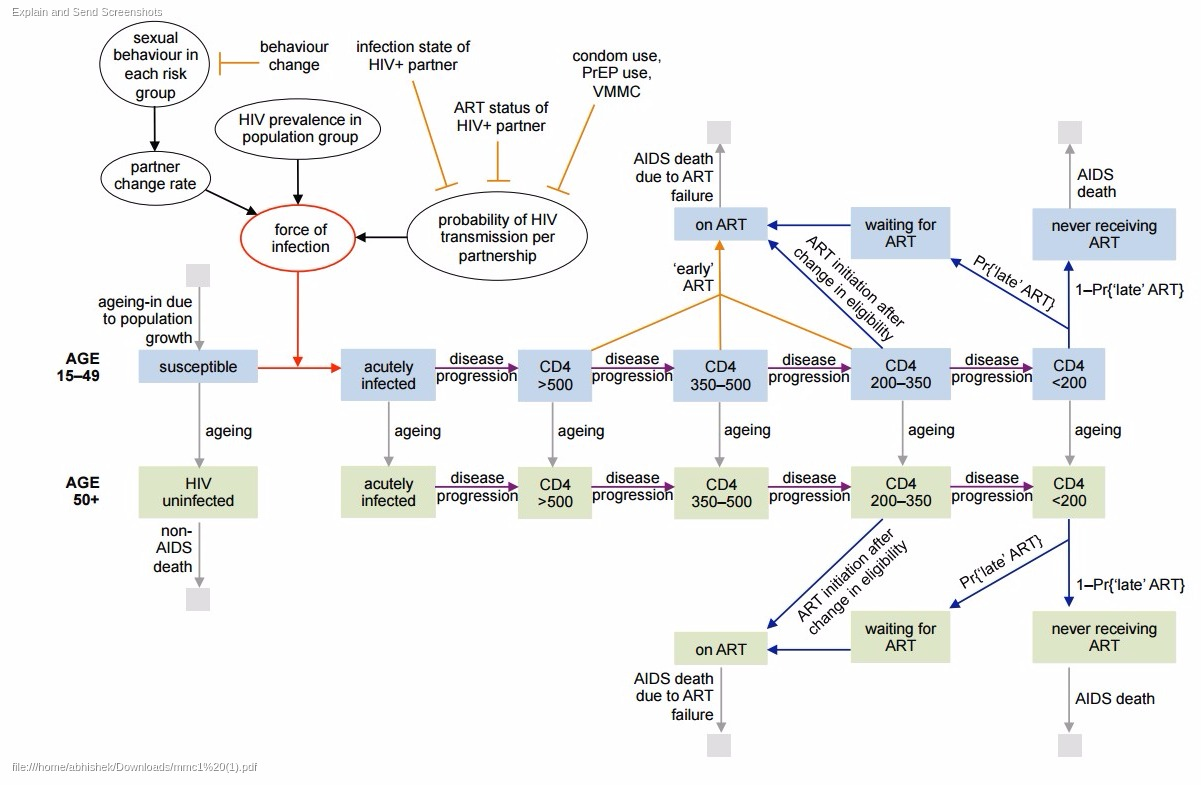 Explain and Send Screenshots
sexual
behaviour in
each risk
group
behaviour
change
infection state of
HIV+ partner
condom use,
PrEP use,
VMMC
ART status of
HIV+ partner
HIV prevalence in
population group
partner
change rate
force of
infection
probability of HIV
transmission per
partnership
AIDS death
due to ART
failure
AIDS
death
on ART
waiting for
ART
never receiving
ART
'early'
ART
ART initiation after
change in eligibility
Pr{'late' ART}
1–Pr{'late' ART}
ageing-in due
to population
growth
AGE
15–49
susceptible
acutely
infected
disease
progression
CD4
>500
disease
progression
CD4
350–500
disease
progression
CD4
200–350
disease
progression
CD4
<200
ageing
ageing
ageing
ageing
ageing
ageing
AGE
50+
HIV
uninfected
acutely
infected
disease
progression
CD4
>500
disease
progression
CD4
350–500
disease
progression
CD4
200–350
disease
progression
CD4
<200
non-
AIDS
death
ART initiation after
change in eligibility
Pr{'late' ART}
1–Pr{'late' ART}
on ART
waiting for
ART
never receiving
ART
AIDS death
due to ART
failure
AIDS death
file:///home/abhishek/Downloads/mmc1%20(1).pdf